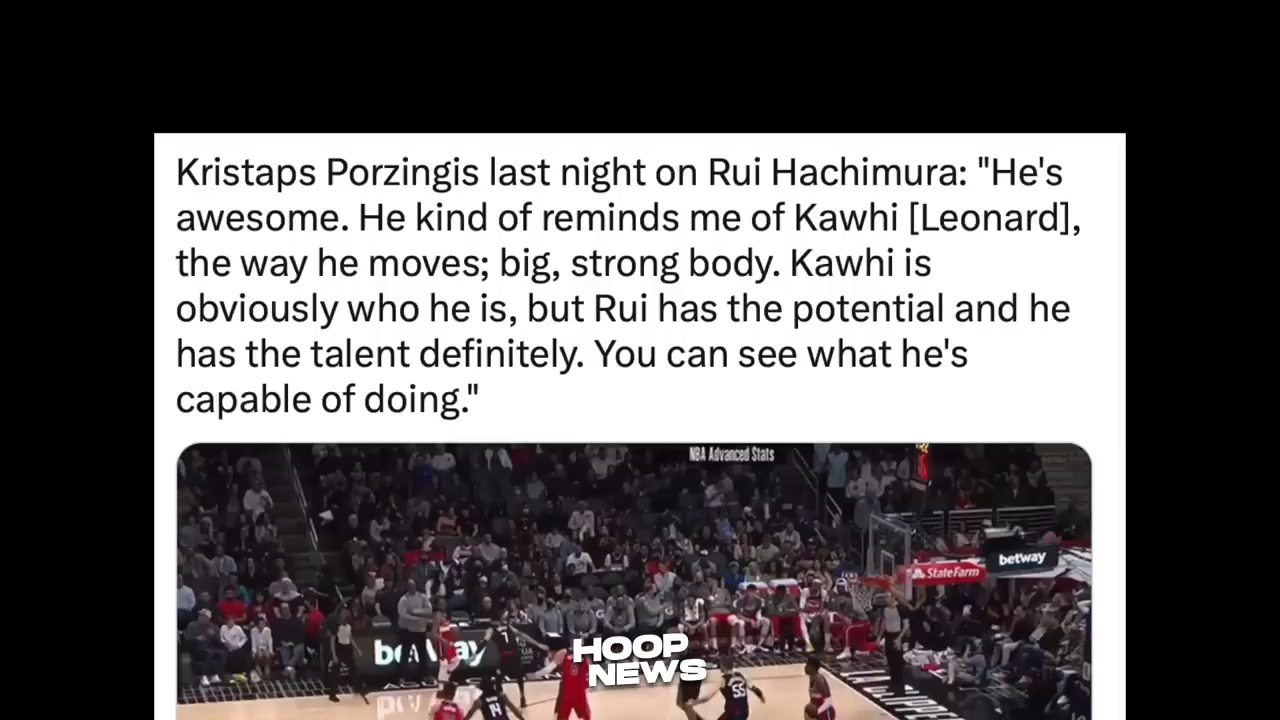 Kristaps Porzingis last night on Rui Hachimura: "He's
awesome. He kind of reminds me of Kawhi [Leonard],
the way he moves; big, strong body. Kawhi is
obviously who he is, but Rui has the potential and he
has the talent definitely. You can see what he's
capable of doing."
NBA Advanced Stats
betway
StateFarm
HOOP
NEWS
14
55